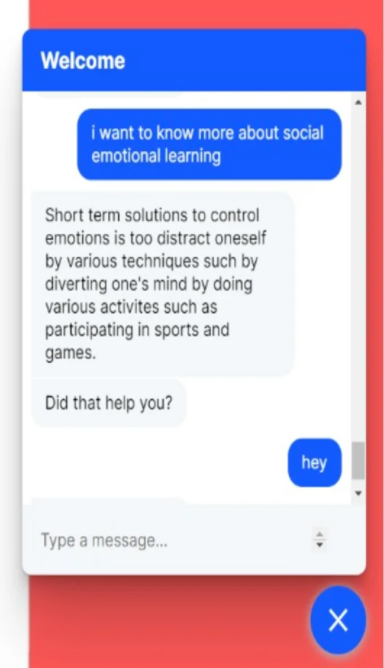 Welcome
i want to know more about social
emotional learning
Short term solutions to control
emotions is too distract oneself
by various techniques such by
diverting one's mind by doing
various activites such as
participating in sports and
games.
Did that help you?
hey
Type a message...